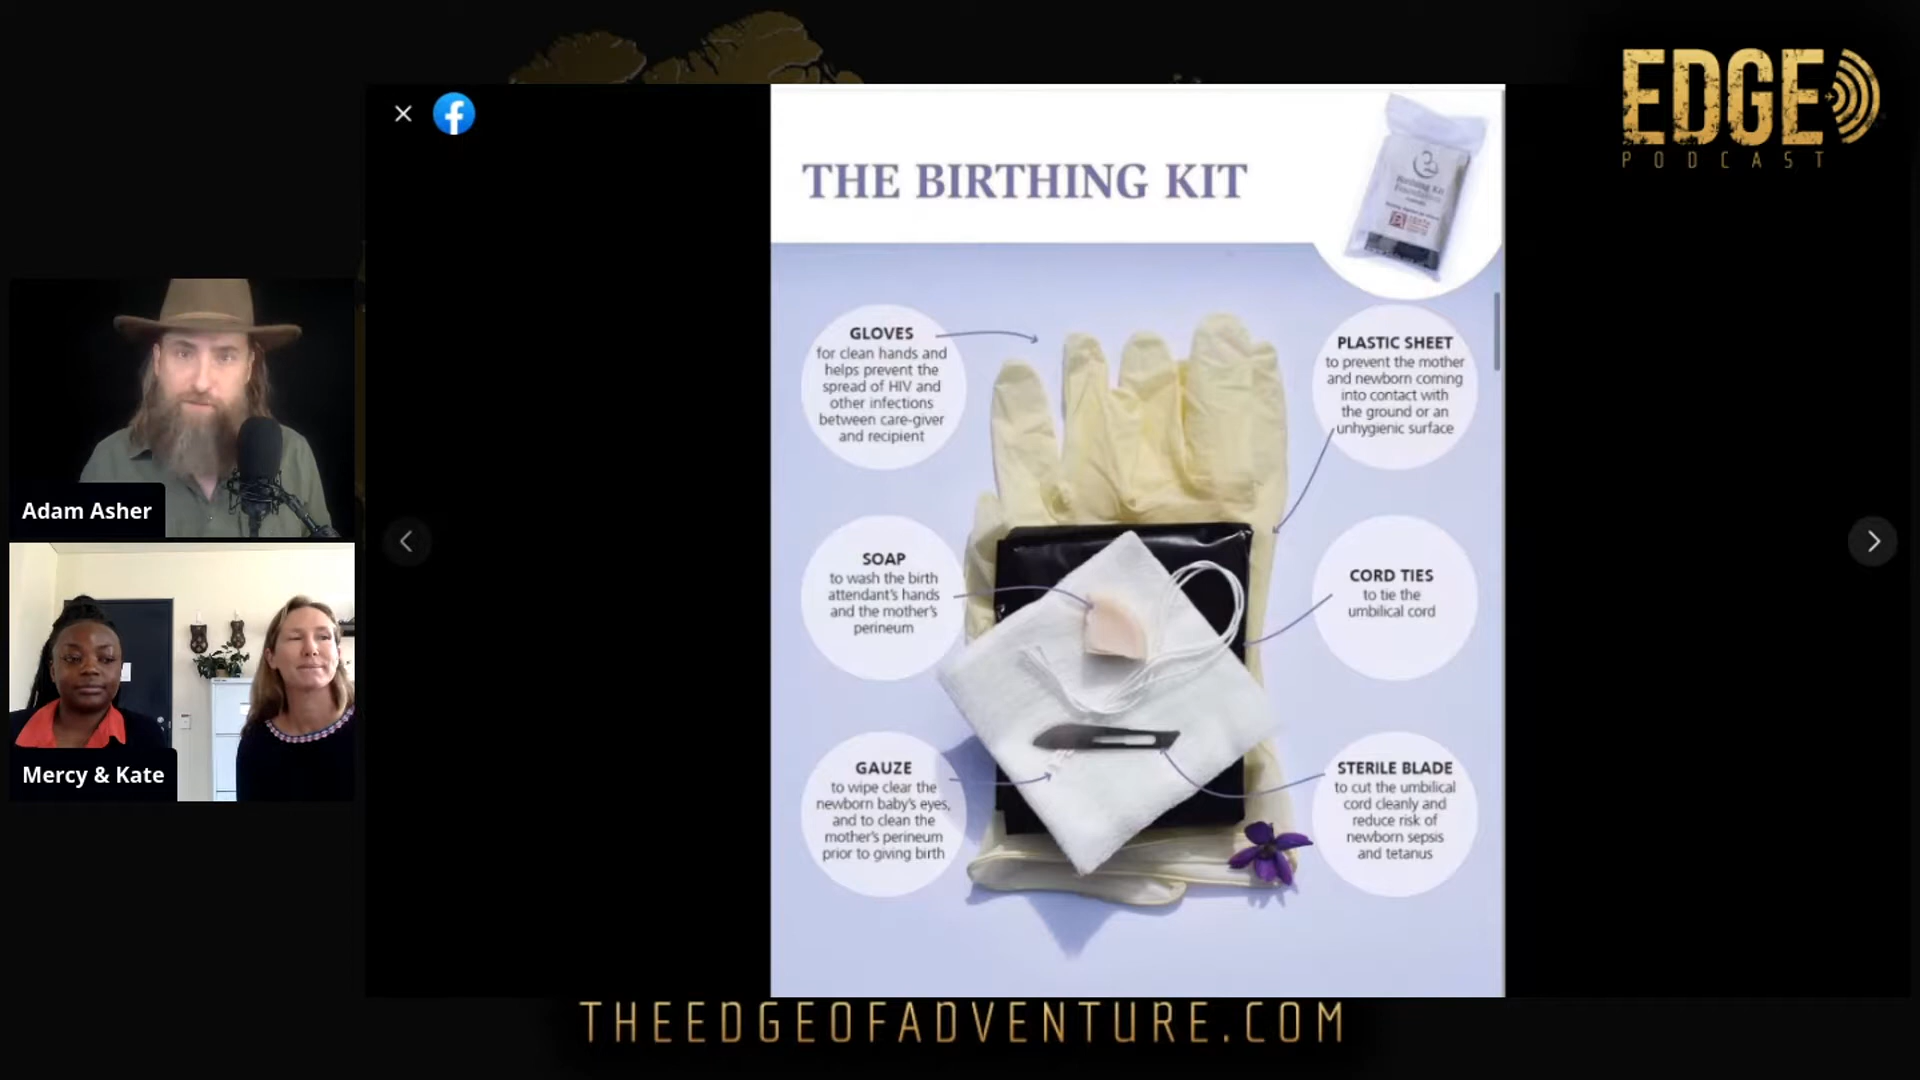 EDGE
PODCAST
THE BIRTHING KIT
Birthing Kit
Foundation
GLOVES
for clean hands and
helps prevent the
spread of HIV and
other infections
between care-giver
and recipient
PLASTIC SHEET
to prevent the mother
and newborn coming
into contact with
the ground or an
unhygienic surface
SOAP
to wash the birth
attendant's hands
and the mother's
perineum
CORD TIES
to tie the
umbilical cord
GAUZE
to wipe clear the
newborn baby's eyes,
and to clean the
mother's perineum
prior to giving birth
STERILE BLADE
to cut the umbilical
cord cleanly and
reduce risk of
newborn sepsis
and tetanus
Adam Asher
Mercy & Kate
THEEDGEOFADVENTURE.COM